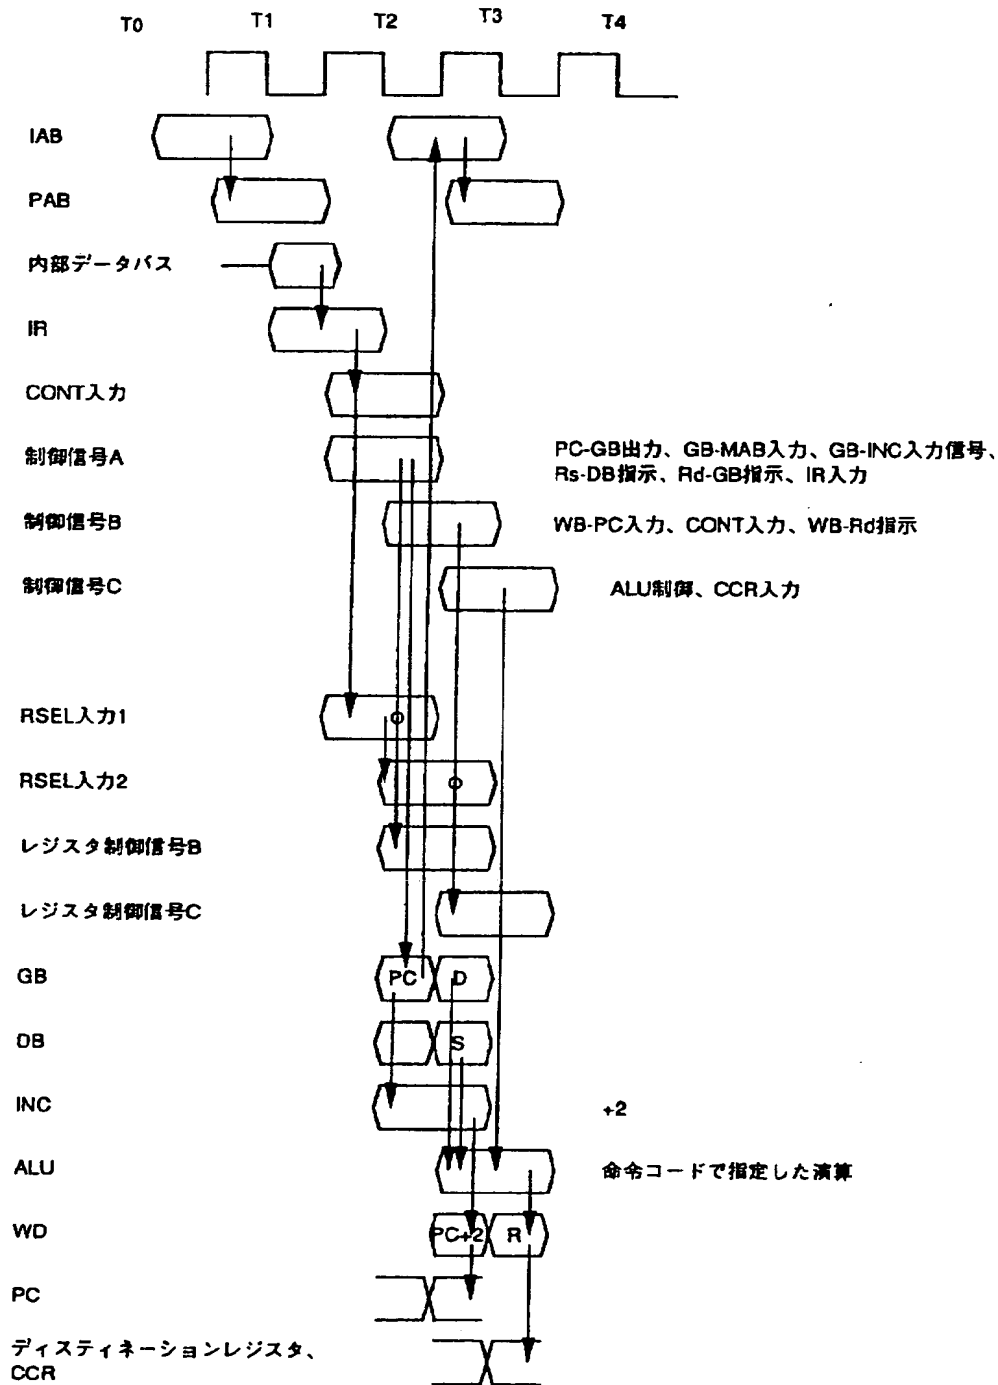 T0 T1 T2 T3 T4
IAB
PAB
内部データバス
IR
CONT入力
制御信号A
PC-GB出力、GB-MAB入力、GB-INC入力信号、
Rs-DB指示、Rd-GB指示、IR入力
制御信号B
WB-PC入力、CONT入力、WB-Rd指示
制御信号C
ALU制御、CCR入力
RSEL入力1
RSEL入力2
レジスタ制御信号B
レジスタ制御信号C
GB
PC D
DB
S
INC
+2
ALU
命令コードで指定した演算
WD
PC+2 R
PC
ディスティネーションレジスタ、
CCR